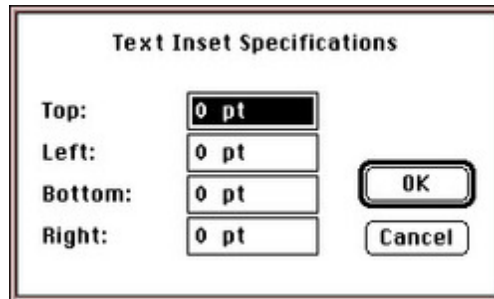 Text Inset Specifications
Top: 0 pt
Left: 0 pt
Bottom: 0 pt
Right: 0 pt
OK
Cancel